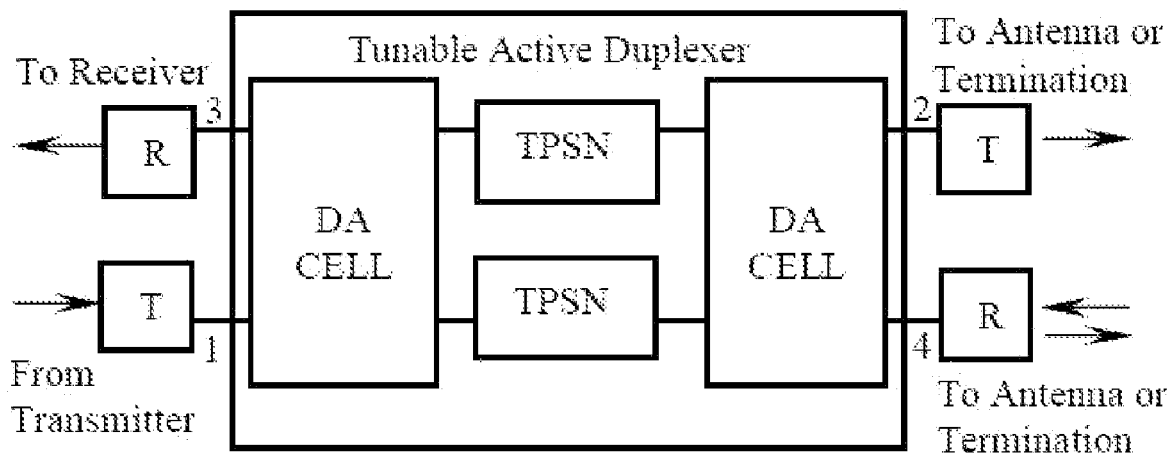 Tunable Active Duplexer
To Receiver
3
R
DA
CELL
TPSN
TPSN
DA
CELL
To Antenna or
Termination
2
T
T
1
From
Transmitter
R
4
To Antenna or
Termination